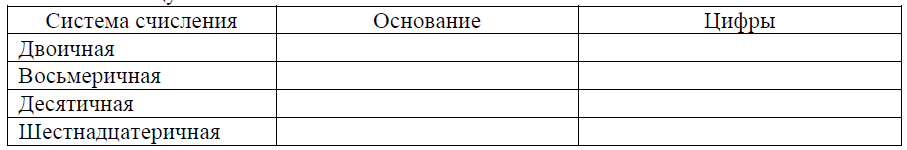 Система счисления Основание Цифры
Двоичная
Восьмеричная
Десятичная
Шестнадцатеричная